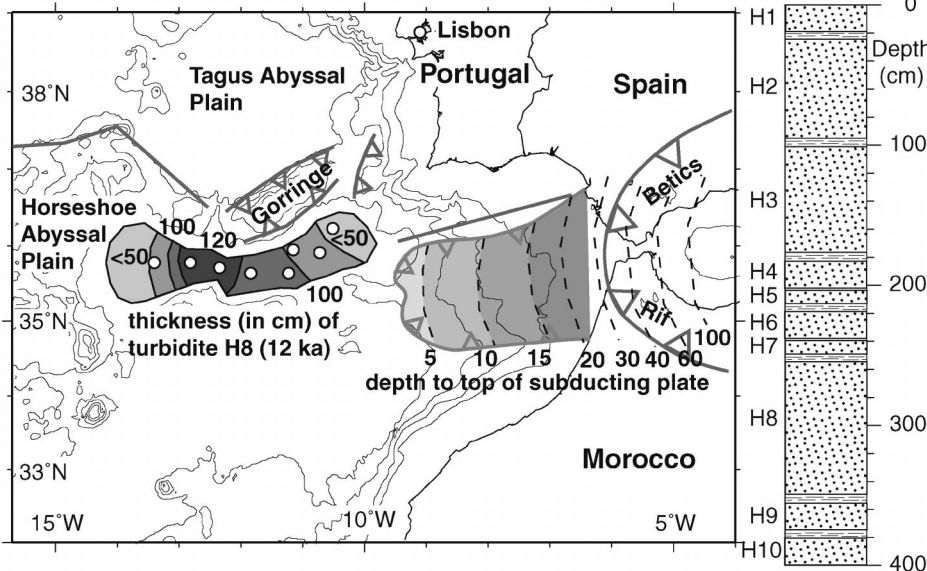 Lisbon
Portugal
Spain
Tagus Abyssal
Plain
38°N
Gorringe
Betics
Horseshoe
Abyssal
Plain
100
120
<50
<50
100
35°N
thickness (in cm) of
turbidite H8 (12 ka)
Rif
100
5 10 15 20 30 40 60
depth to top of subducting plate
33°N
Morocco
15°W
10°W
5°W
H1
H2
H3
H4
H5
H6
H7
H8
H9
H10
0
Depth
(cm)
100
200
300
400